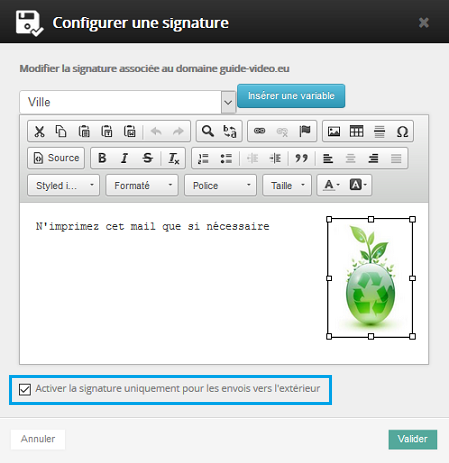 Configurer une signature
Modifier la signature associée au domaine guide-video.eu
Ville
Insérer une variable
Source
Styled i...
Formaté
Police
Taille
N'imprimez cet mail que si nécessaire
Activer la signature uniquement pour les envois vers l'extérieur
Annuler
Valider